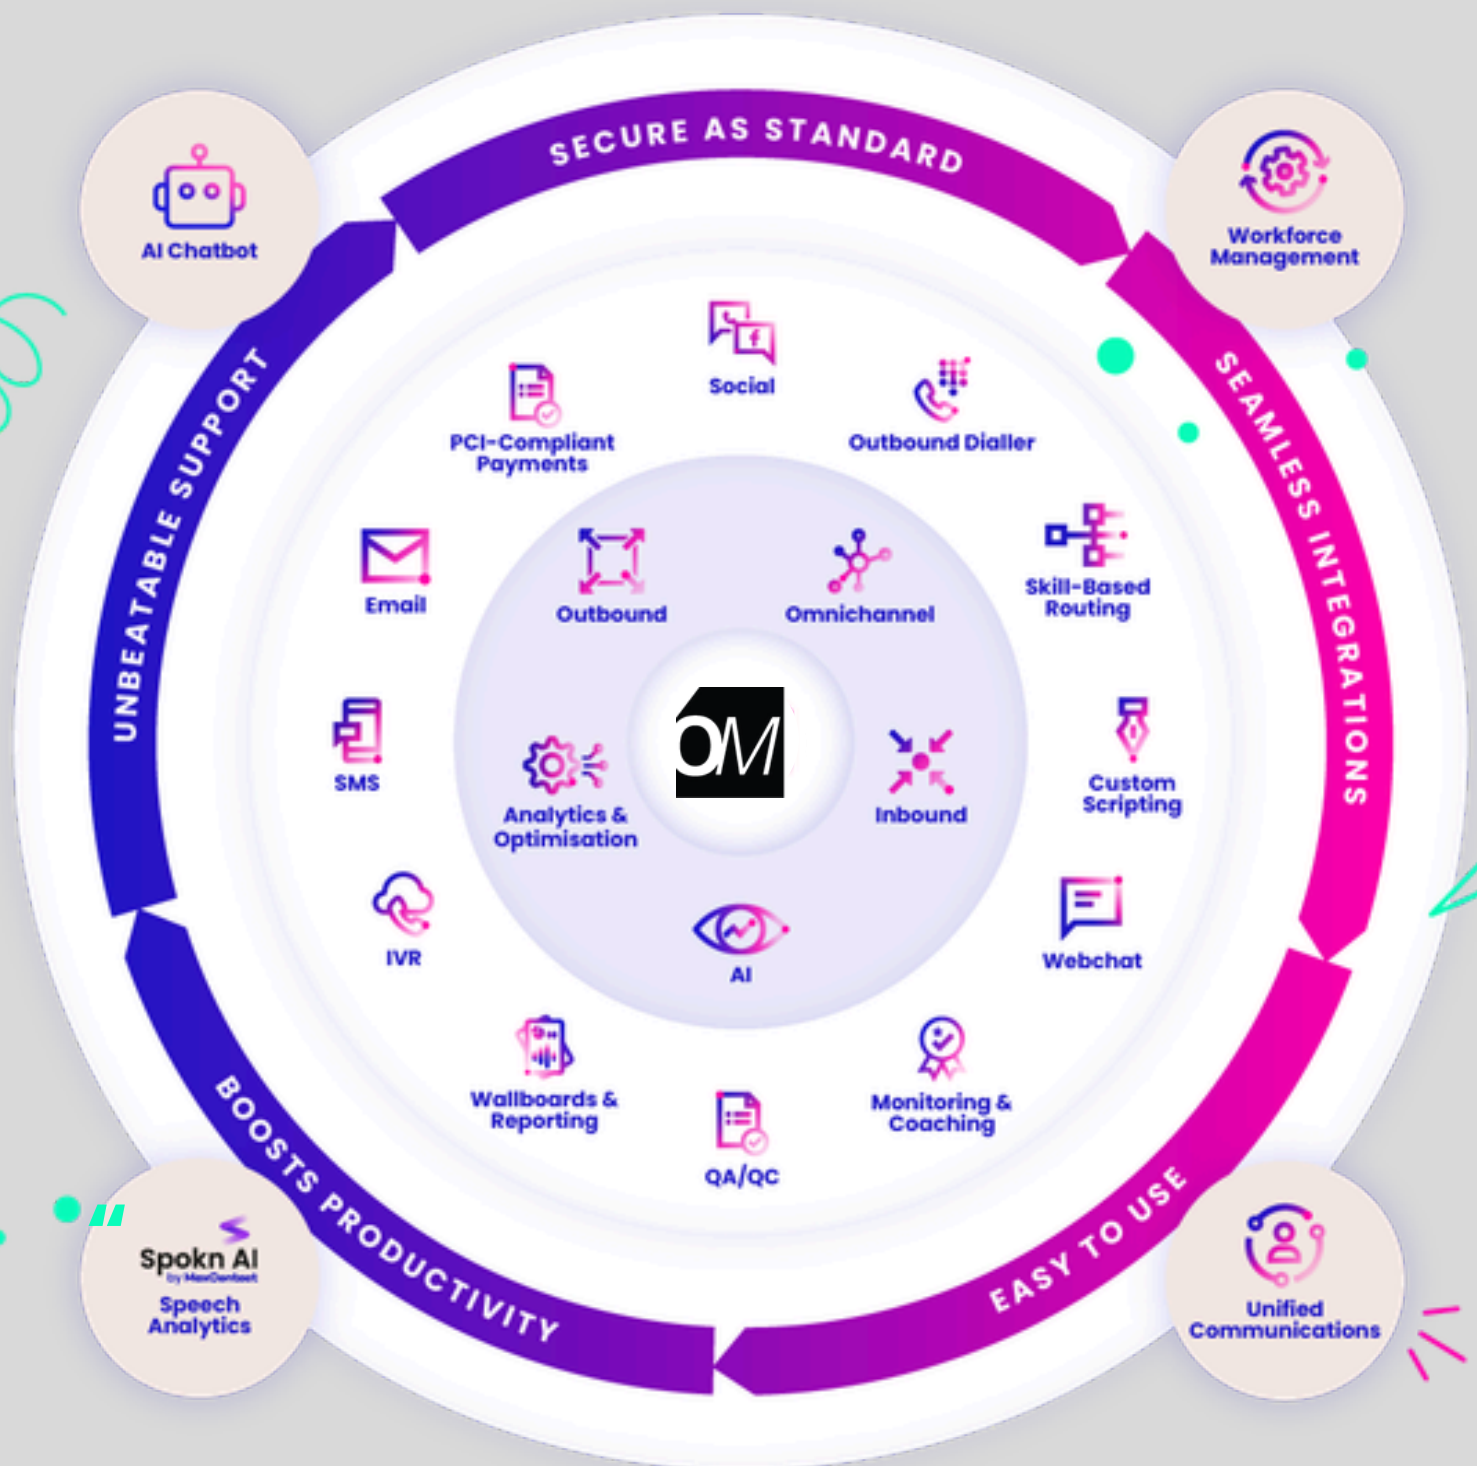 SECURE AS STANDARD
AI Chatbot
Workforce
Management
UNBEATABLE SUPPORT
SEAMLESS INTEGRATIONS
Social
PCI-Compliant
Payments
Outbound Dialler
Email
Outbound
Omnichannel
Skill-Based
Routing
SMS
OM
Custom
Scripting
Analytics &
Optimisation
Inbound
IVR
AI
Webchat
Wallboards &
Reporting
Monitoring &
Coaching
QA/QC
BOOSTS PRODUCTIVITY
EASY TO USE
Spokn AI
by MaxContact
Speech
Analytics
Unified
Communications